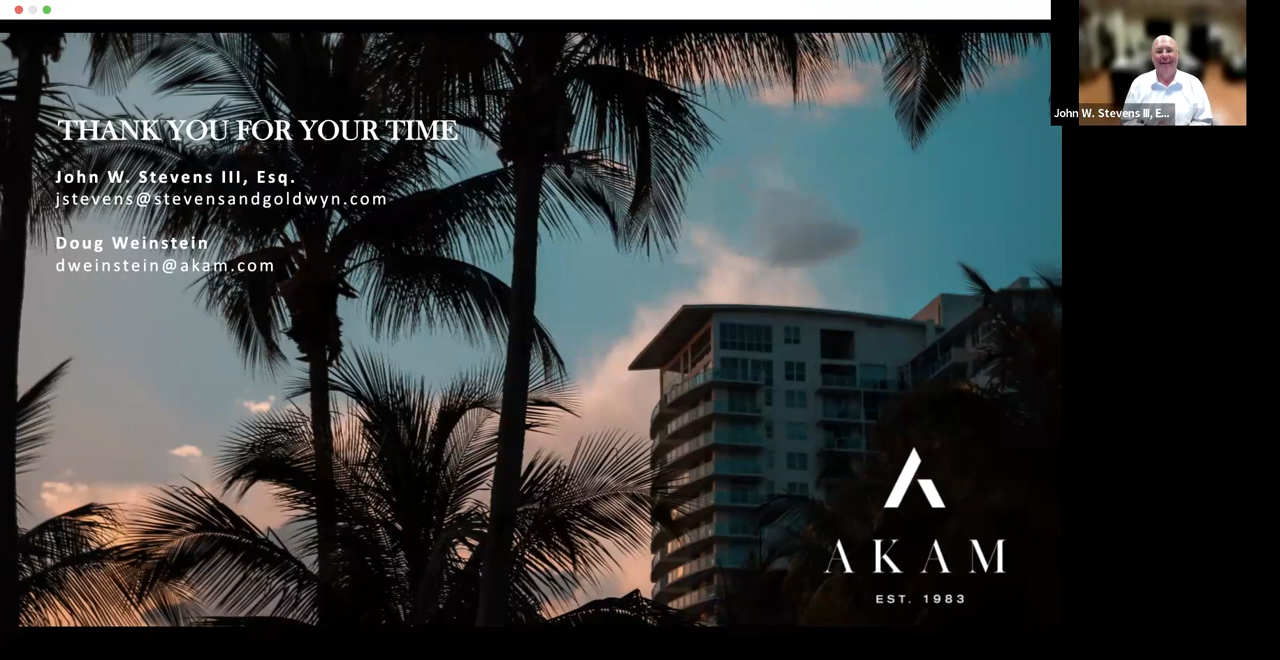 THANK YOU FOR YOUR TIME
John W. Stevens III, Esq.
jstevens@stevensandgoldwyn.com
Doug Weinstein
dweinstein@akam.com
John W. Stevens III, E...
AKAM
EST. 1983